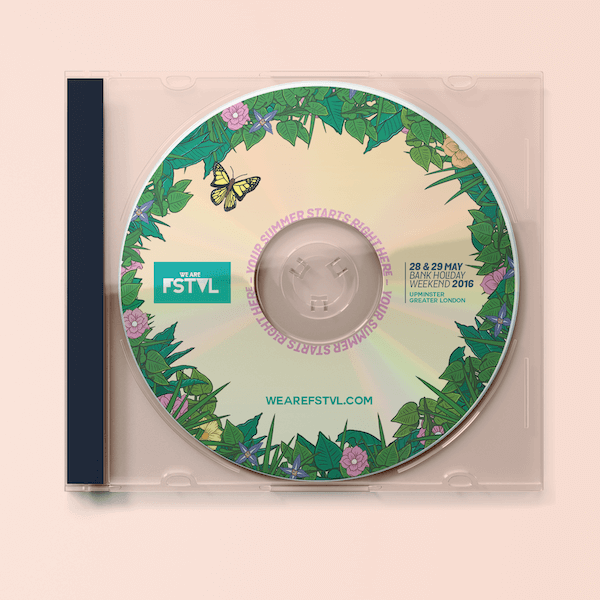 YOUR SUMMER STARTS RIGHT HERE –
YOUR SUMMER STARTS RIGHT HERE –
WE ARE
FSTVL
28 & 29 MAY
BANK HOLIDAY
WEEKEND 2016
UPMINSTER
GREATER LONDON
WEAREFSTVL.COM